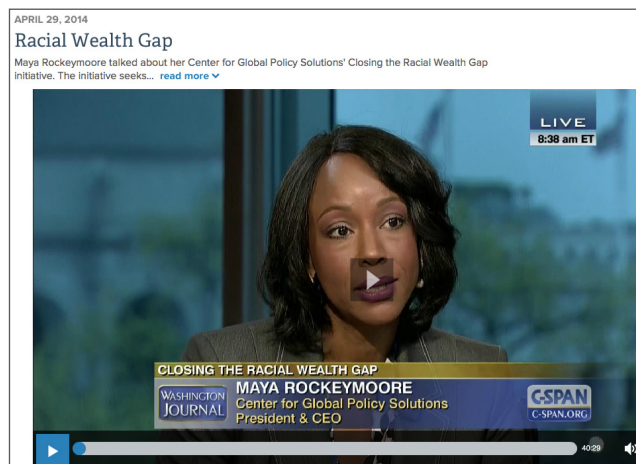 APRIL 29, 2014
Racial Wealth Gap
Maya Rockeymoore talked about her Center for Global Policy Solutions' Closing the Racial Wealth Gap
initiative. The initiative seeks... read more
LIVE
8:38 am ET
CLOSING THE RACIAL WEALTH GAP
WASHINGTON
JOURNAL
MAYA ROCKEYMOORE
Center for Global Policy Solutions
President & CEO
C-SPAN
C-SPAN.ORG
40:29